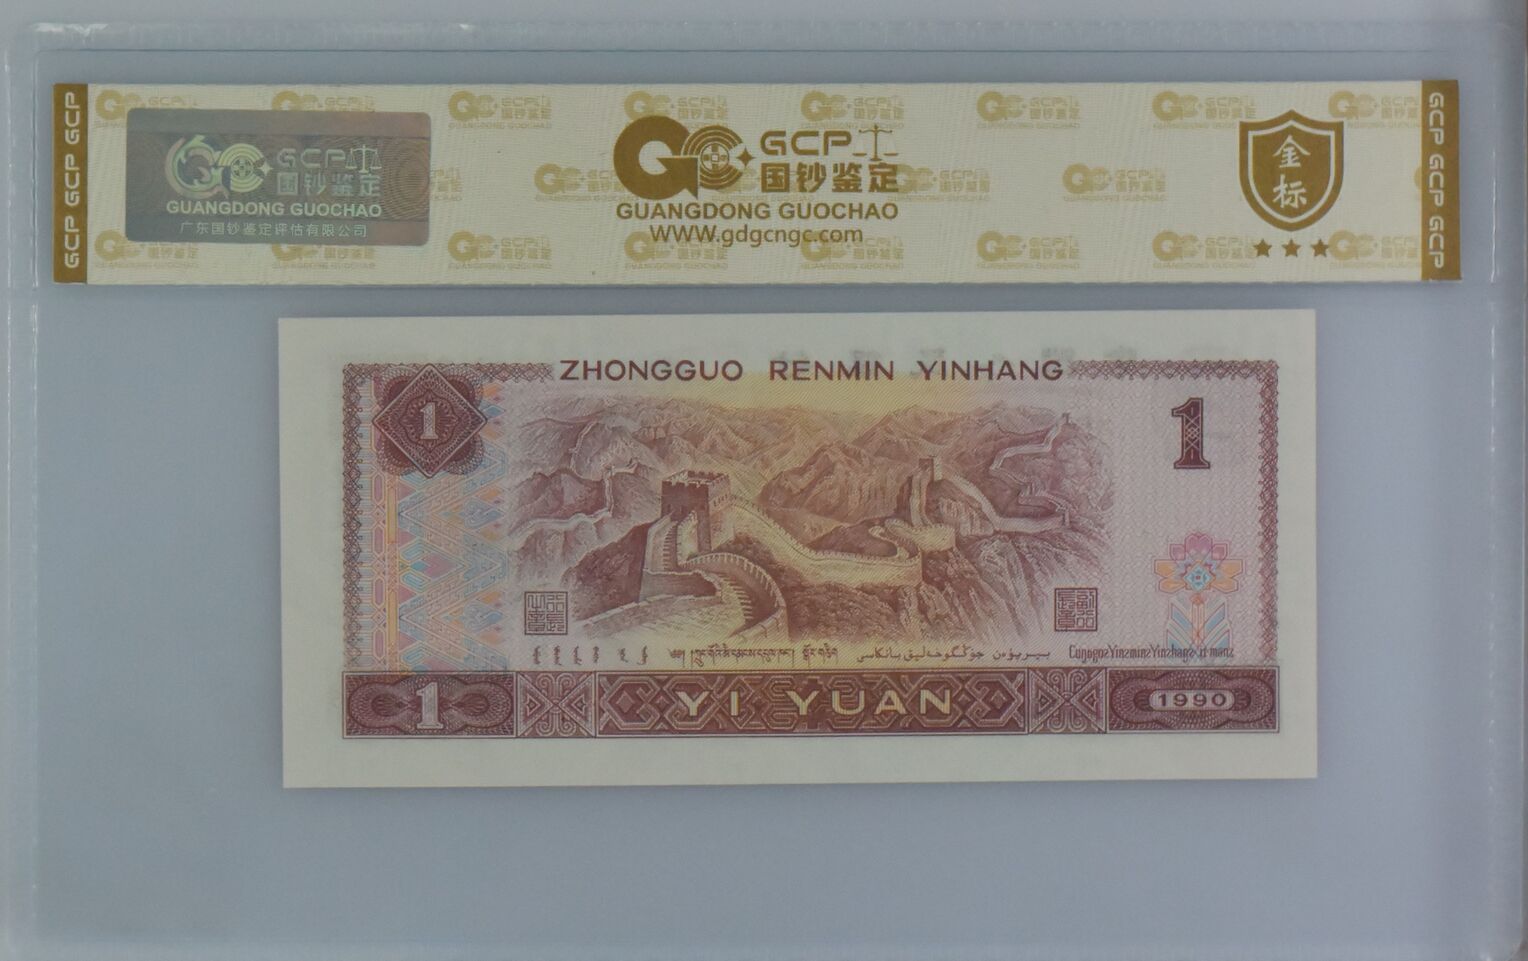 GCP GCP GCP
GCP
国钞鉴定
GUANGDONG GUOCHAO
广东国钞鉴定评估有限公司
GCP
国钞鉴定
GUANGDONG GUOCHAO
WWW.gdgcngc.com
金标
GCP GCP GCP
ZHONGGUO RENMIN YINHANG
1
1
1
YI YUAN
1990